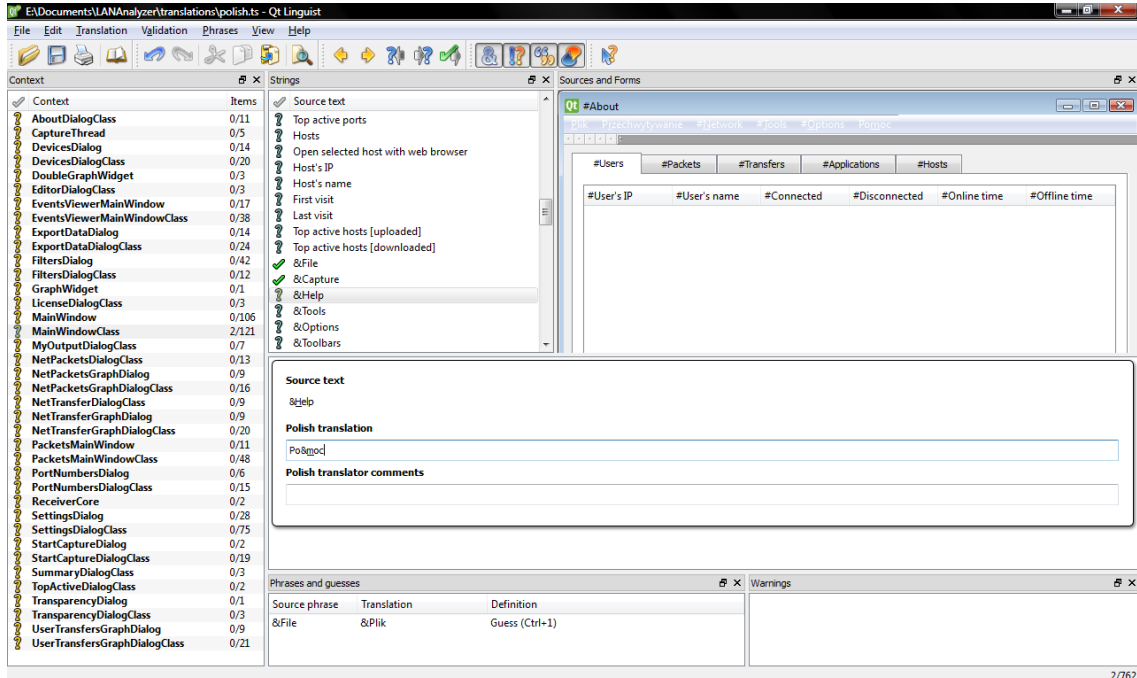 E:\Documents\LANAnalyzer\translations\polish.ts - Qt Linguist
File Edit Translation Validation Phrases View Help
Context
Context Items
AboutDialogClass 0/11
CaptureThread 0/5
DevicesDialog 0/14
DevicesDialogClass 0/20
DoubleGraphWidget 0/3
EditorDialogClass 0/3
EventsViewerMainWindow 0/17
EventsViewerMainWindowClass 0/38
ExportDataDialog 0/14
ExportDataDialogClass 0/24
FiltersDialog 0/42
FiltersDialogClass 0/12
GraphWidget 0/1
LicenseDialogClass 0/3
MainWindow 0/106
MainWindowClass 2/121
MyOutputDialogClass 0/7
NetPacketsDialogClass 0/13
NetPacketsGraphDialog 0/9
NetPacketsGraphDialogClass 0/16
NetTransferDialogClass 0/9
NetTransferGraphDialog 0/9
NetTransferGraphDialogClass 0/20
PacketsMainWindow 0/11
PacketsMainWindowClass 0/48
PortNumbersDialog 0/6
PortNumbersDialogClass 0/15
ReceiverCore 0/2
SettingsDialog 0/28
SettingsDialogClass 0/75
StartCaptureDialog 0/2
StartCaptureDialogClass 0/19
SummaryDialogClass 0/3
TopActiveDialogClass 0/2
TransparencyDialog 0/1
TransparencyDialogClass 0/3
UserTransfersGraphDialog 0/9
UserTransfersGraphDialogClass 0/21
Strings
Source text
Top active ports
Hosts
Open selected host with web browser
Host's IP
Host's name
First visit
Last visit
Top active hosts [uploaded]
Top active hosts [downloaded]
&File
&Capture
&Help
&Tools
&Options
&Toolbars
Sources and Forms
Qt #About
Plik Przechwytywanie #Network #Tools #Options Pomoc
#Users #Packets #Transfers #Applications #Hosts
#User's IP #User's name #Connected #Disconnected #Online time #Offline time
Source text
&Help
Polish translation
Po&moc
Polish translator comments
Phrases and guesses
Source phrase Translation Definition
&File &Plik Guess (Ctrl+1)
Warnings
2/762